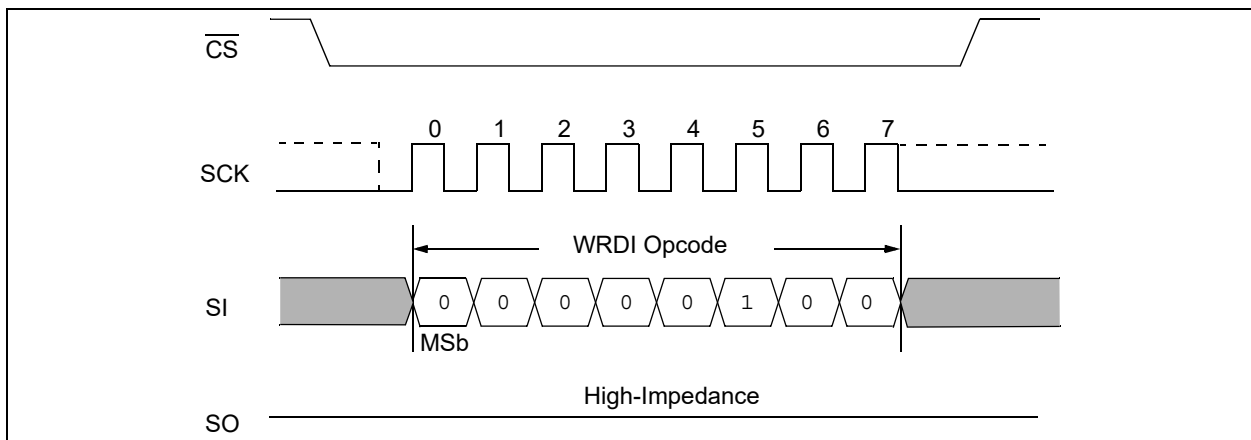 CS
0 1 2 3 4 5 6 7
SCK
WRDI Opcode
SI 0 0 0 0 0 1 0 0
MSb
High-Impedance
SO